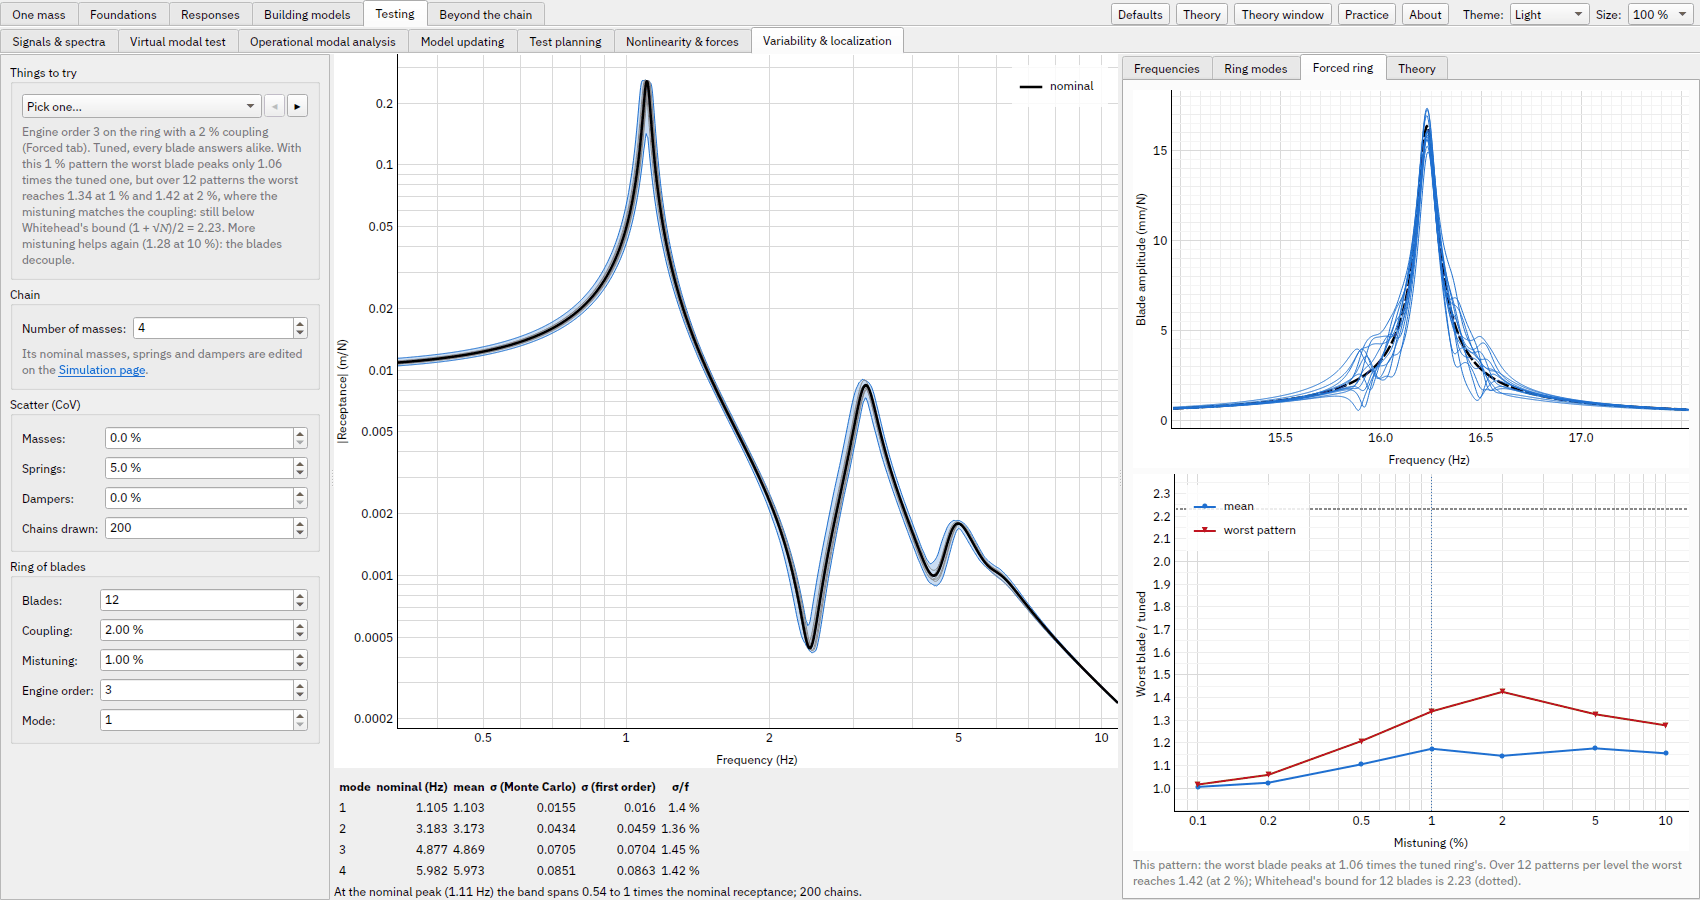 One mass
Foundations
Responses
Building models
Testing
Beyond the chain
Defaults
Theory
Theory window
Practice
About
Theme:
Light
Size:
100 %
Signals & spectra
Virtual modal test
Operational modal analysis
Model updating
Test planning
Nonlinearity & forces
Variability & localization
Things to try
Pick one...
Engine order 3 on the ring with a 2 % coupling
(Forced tab). Tuned, every blade answers alike. With
this 1 % pattern the worst blade peaks only 1.06
times the tuned one, but over 12 patterns the worst
reaches 1.34 at 1 % and 1.42 at 2 %, where the
mistuning matches the coupling: still below
Whitehead's bound (1 + √N)/2 = 2.23. More
mistuning helps again (1.28 at 10 %): the blades
decouple.
Chain
Number of masses: 4
Its nominal masses, springs and dampers are edited
on the Simulation page.
Scatter (CoV)
Masses: 0.0 %
Springs: 5.0 %
Dampers: 0.0 %
Chains drawn: 200
Ring of blades
Blades: 12
Coupling: 2.00 %
Mistuning: 1.00 %
Engine order: 3
Mode: 1
nominal
|Receptance| (m/N)
0.2
0.1
0.05
0.02
0.01
0.005
0.002
0.001
0.0005
0.0002
0.5 1 2 5 10
Frequency (Hz)
mode nominal (Hz) mean σ (Monte Carlo) σ (first order) σ/f
1 1.105 1.103 0.0155 0.016 1.4 %
2 3.183 3.173 0.0434 0.0459 1.36 %
3 4.877 4.869 0.0705 0.0704 1.45 %
4 5.982 5.973 0.0851 0.0863 1.42 %
At the nominal peak (1.11 Hz) the band spans 0.54 to 1 times the nominal receptance; 200 chains.
Frequencies
Ring modes
Forced ring
Theory
Blade amplitude (mm/N)
15
10
5
0
15.5 16.0 16.5 17.0
Frequency (Hz)
Worst blade / tuned
mean
worst pattern
2.3
2.2
2.1
2.0
1.9
1.8
1.7
1.6
1.5
1.4
1.3
1.2
1.1
1.0
0.1 0.2 0.5 1 2 5 10
Mistuning (%)
This pattern: the worst blade peaks at 1.06 times the tuned ring's. Over 12 patterns per level the worst
reaches 1.42 (at 2 %); Whitehead's bound for 12 blades is 2.23 (dotted).